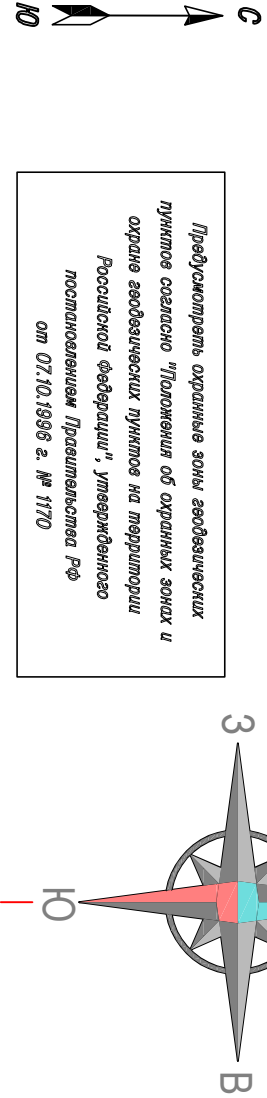 С
Ю
Предусмотреть охранные зоны геодезических
пунктов согласно "Положения об охранных зонах и
охране геодезических пунктов на территории
Российской Федерации", утвержденного
постановлением Правительства РФ
от 07.10.1996 г. № 1170
З
Ю
В